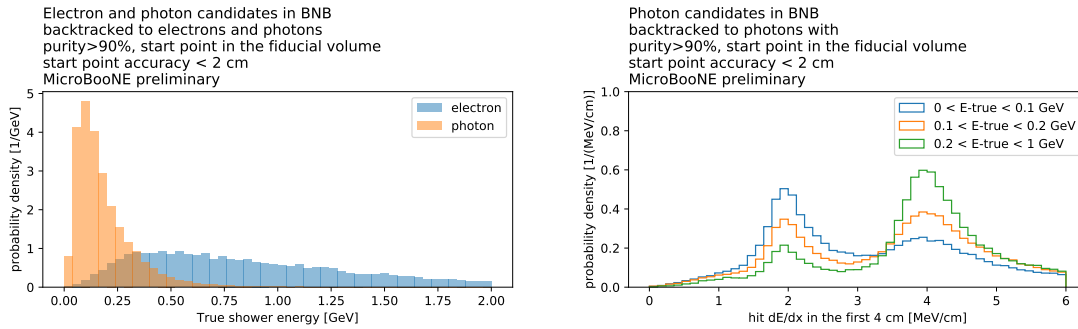 Electron and photon candidates in BNB
backtracked to electrons and photons
purity>90%, start point in the fiducial volume
start point accuracy < 2 cm
MicroBooNE preliminary
electron
photon
probability density [1/GeV]
5
4
3
2
1
0
0.00 0.25 0.50 0.75 1.00 1.25 1.50 1.75 2.00
True shower energy [GeV]
Photon candidates in BNB
backtracked to photons with
purity>90%, start point in the fiducial volume
start point accuracy < 2 cm
MicroBooNE preliminary
0 < E-true < 0.1 GeV
0.1 < E-true < 0.2 GeV
0.2 < E-true < 1 GeV
probability density [1/(MeV/cm)]
1.0
0.8
0.6
0.4
0.2
0.0
0 1 2 3 4 5 6
hit dE/dx in the first 4 cm [MeV/cm]